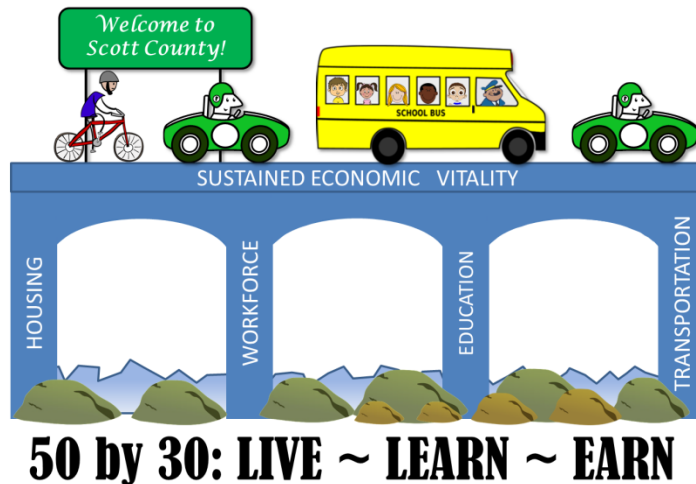 Welcome to
Scott County!
SCHOOL BUS
SUSTAINED ECONOMIC VITALITY
HOUSING
WORKFORCE
EDUCATION
TRANSPORTATION
50 by 30: LIVE ~ LEARN ~ EARN